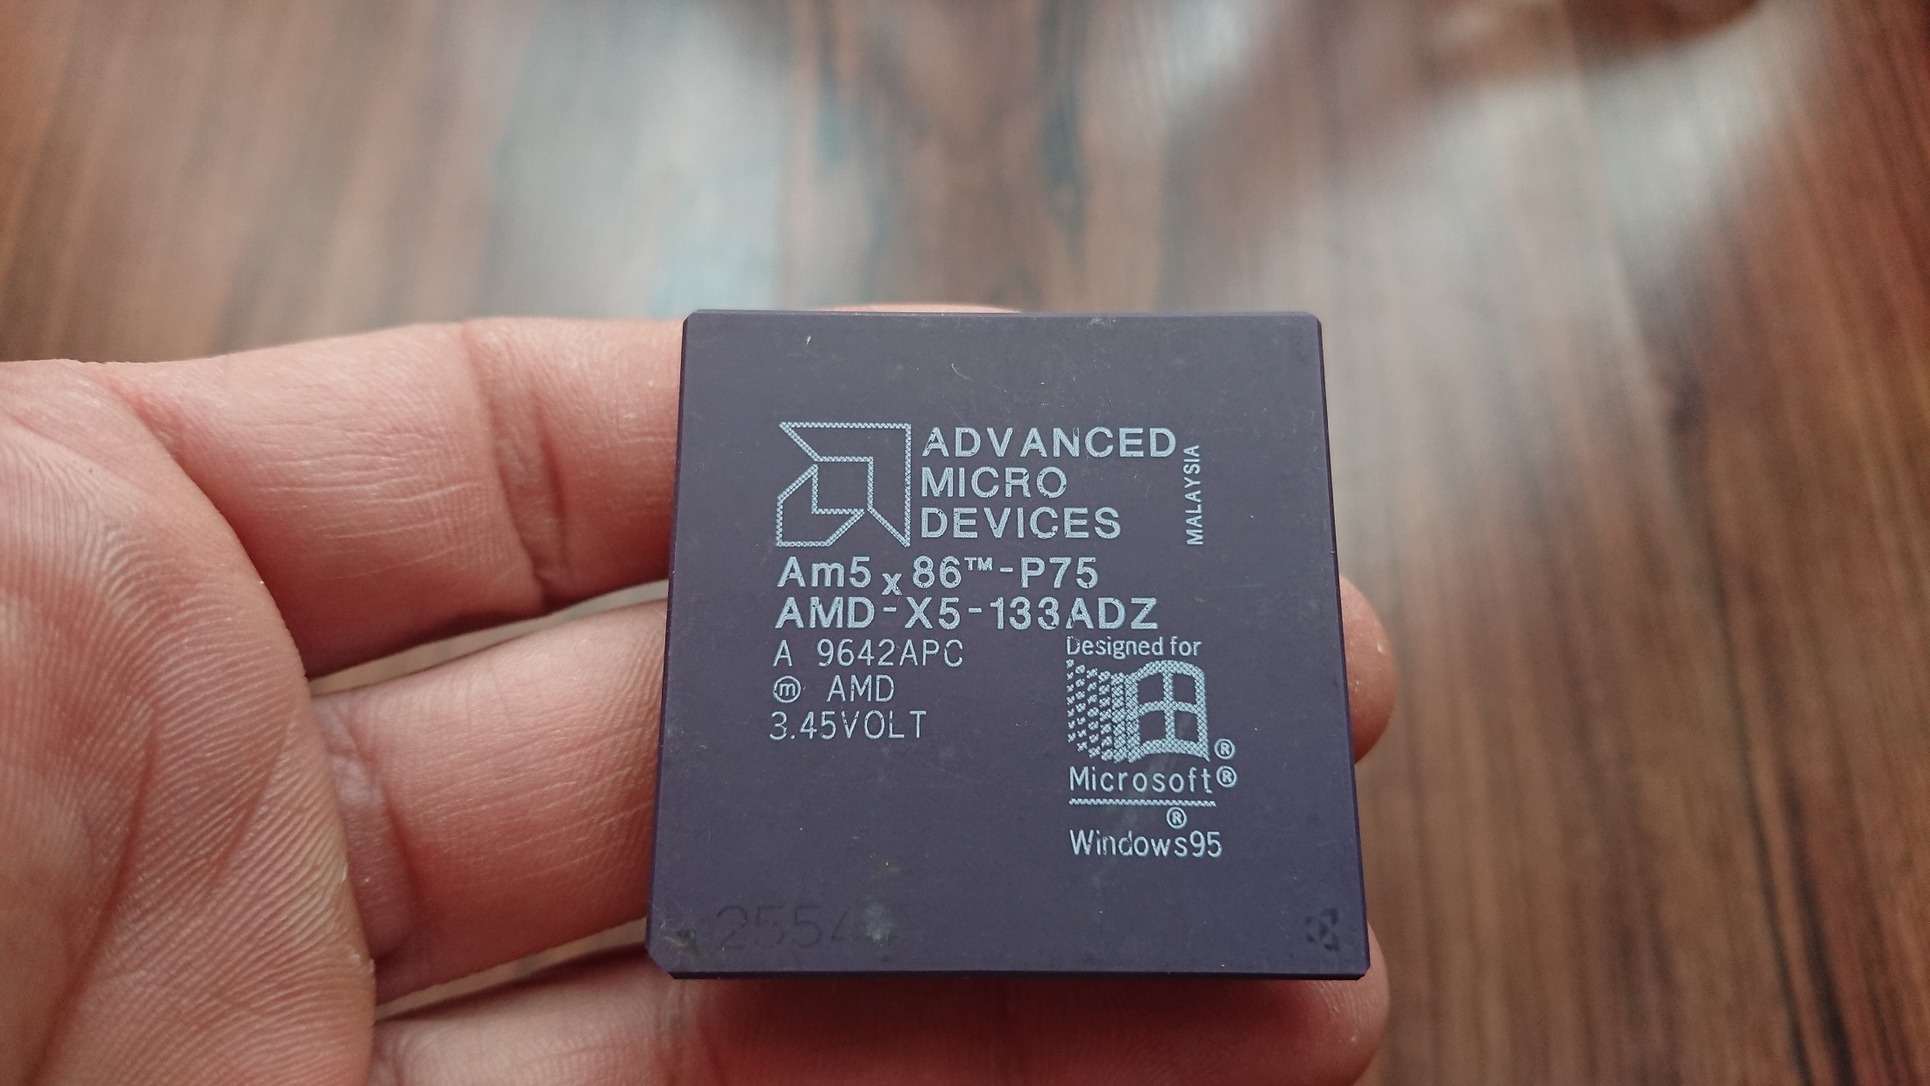 ADVANCED
MICRO
DEVICES
MALAYSIA
Am5x86™-P75
AMD-X5-133ADZ
A 9642APC
ⓜ AMD
3.45VOLT
Designed for
®
Microsoft®
®
Windows95